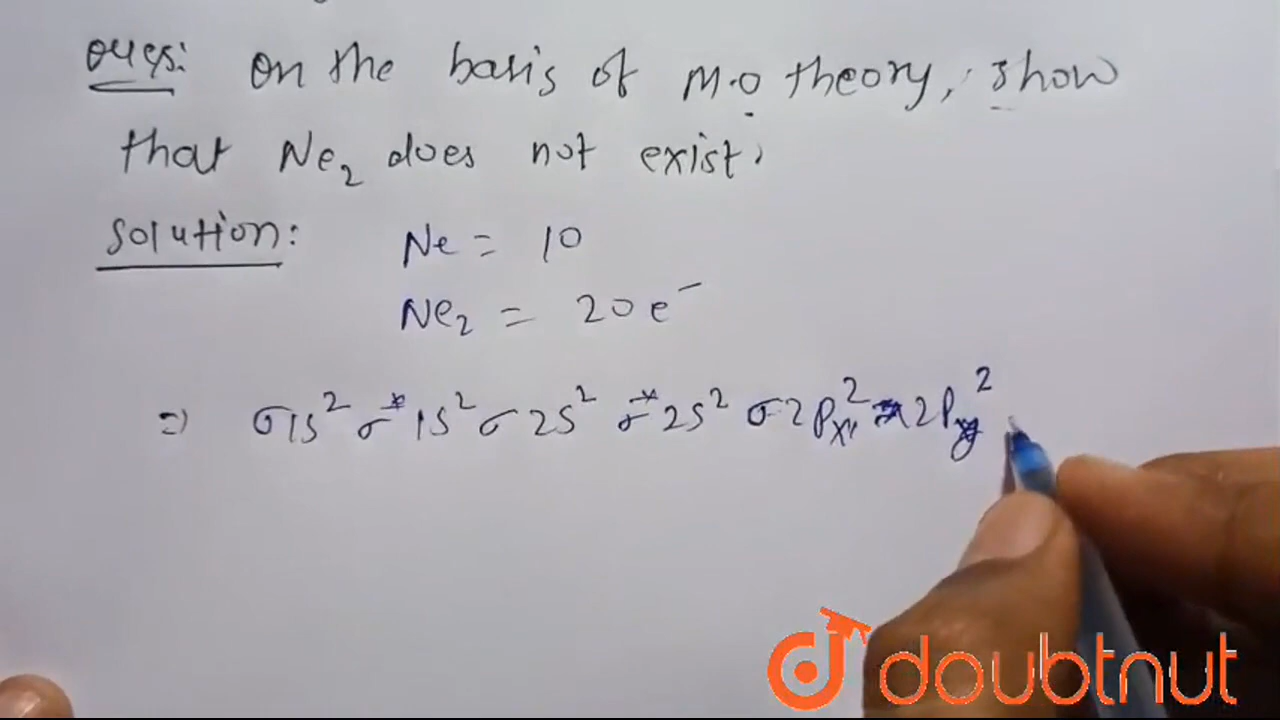 Ques: On the basis of M.O theory, show
that Ne₂ does not exist.
Solution: Ne = 10
Ne₂ = 20e⁻
⇒ σ1s² σ*1s² σ2s² σ*2s² σ2Px² π2Py²
doubtnut